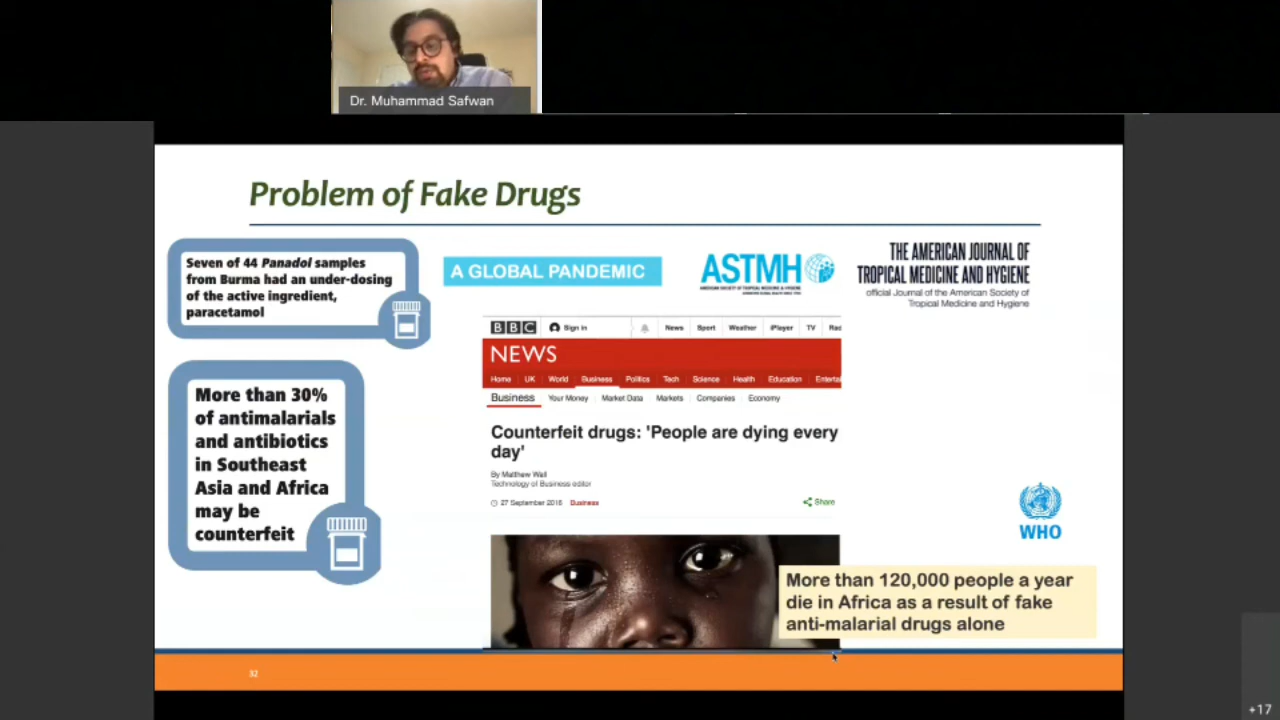 Dr. Muhammad Safwan
Problem of Fake Drugs
Seven of 44 Panadol samples
from Burma had an under-dosing
of the active ingredient,
paracetamol
More than 30%
of antimalarials
and antibiotics
in Southeast
Asia and Africa
may be
counterfeit
A GLOBAL PANDEMIC
ASTMH
THE AMERICAN JOURNAL OF
TROPICAL MEDICINE AND HYGIENE
official Journal of the American Society of
Tropical Medicine and Hygiene
BBC Sign in News Sport Weather iPlayer TV Rad
NEWS
Home UK World Business Politics Tech Science Health Education Entertai
Business Your Money Market Data Markets Companies Economy
Counterfeit drugs: 'People are dying every
day'
By Matthew Wall
Technology of Business editor
27 September 2016 Business Share
WHO
More than 120,000 people a year
die in Africa as a result of fake
anti-malarial drugs alone
32
+17